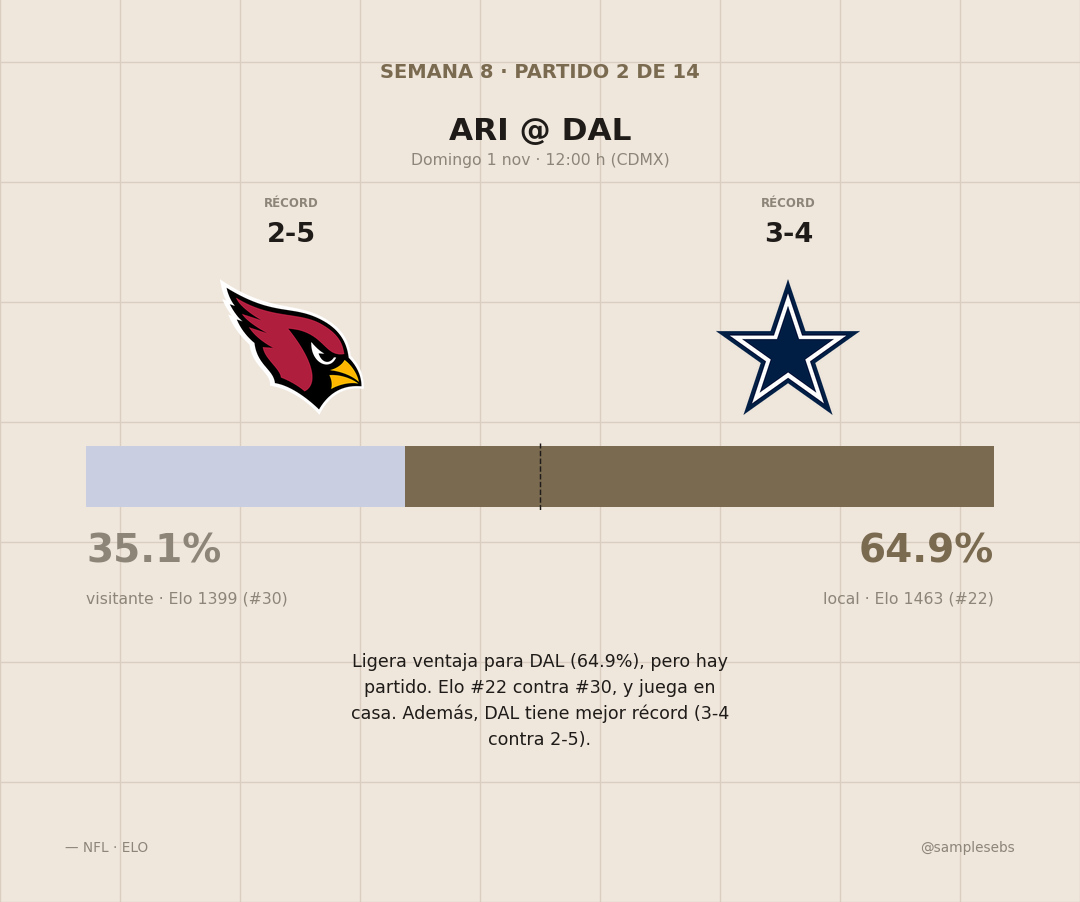 SEMANA 8 · PARTIDO 2 DE 14
ARI @ DAL
Domingo 1 nov · 12:00 h (CDMX)
RÉCORD
2-5
RÉCORD
3-4
35.1%
64.9%
visitante · Elo 1399 (#30)
local · Elo 1463 (#22)
Ligera ventaja para DAL (64.9%), pero hay
partido. Elo #22 contra #30, y juega en
casa. Además, DAL tiene mejor récord (3-4
contra 2-5).
— NFL · ELO
@samplesebs